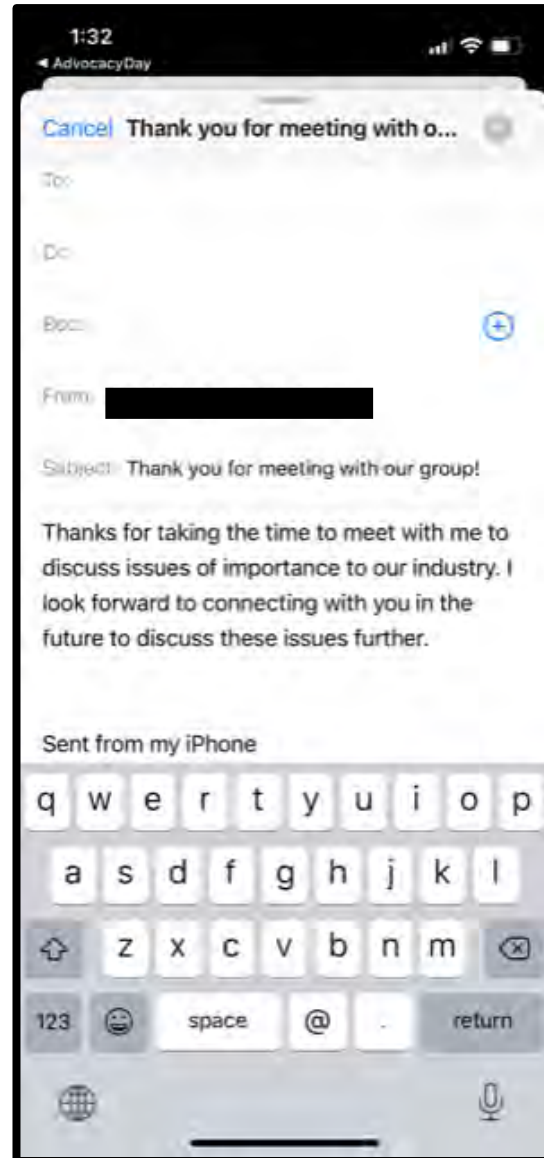 1:32
◀ AdvocacyDay
Cancel Thank you for meeting with o...
To:
Cc:
Bcc:
From:
Subject: Thank you for meeting with our group!
Thanks for taking the time to meet with me to
discuss issues of importance to our industry. I
look forward to connecting with you in the
future to discuss these issues further.
Sent from my iPhone
q w e r t y u i o p
a s d f g h j k l
z x c v b n m
123 space @ . return